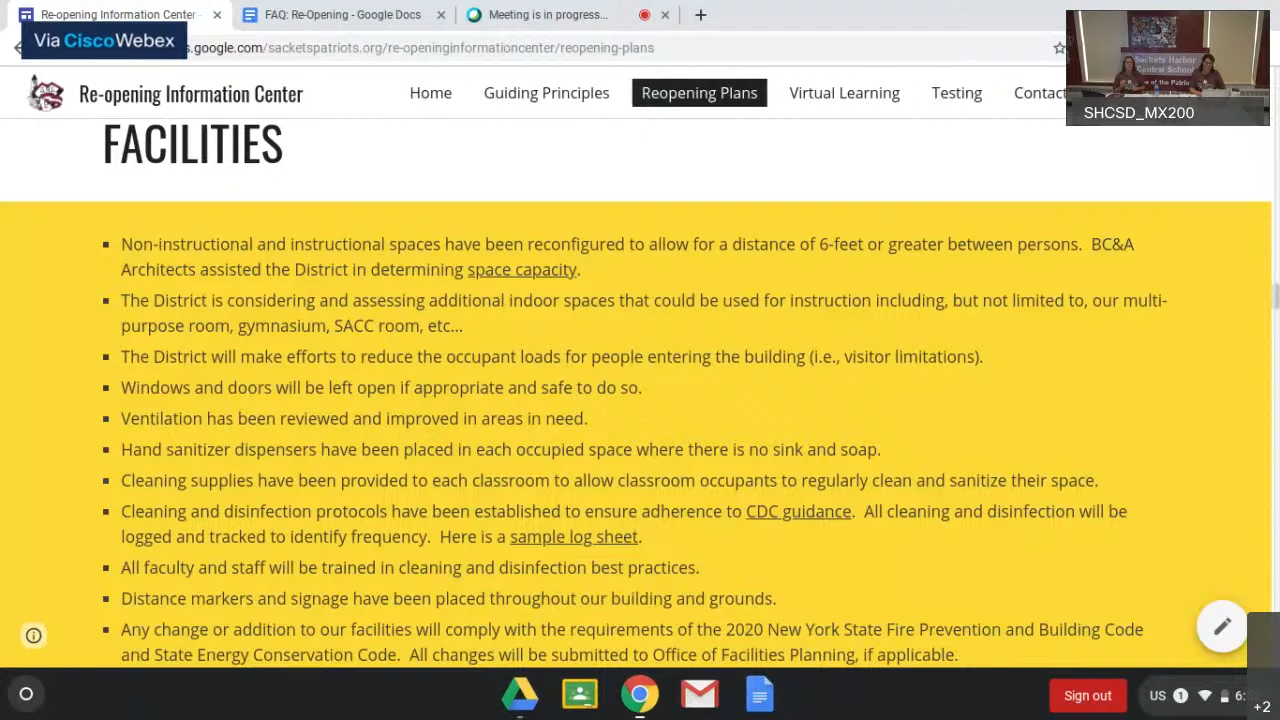 Re-opening Information Center
FAQ: Re-Opening - Google Docs
Meeting is in progress...
Via CiscoWebex
s.google.com/sacketspatriots.org/re-openinginformationcenter/reopening-plans
Sackets Harbor
Central School
SHCSD_MX200
Re-opening Information Center
Home
Guiding Principles
Reopening Plans
Virtual Learning
Testing
Contact
FACILITIES
Non-instructional and instructional spaces have been reconfigured to allow for a distance of 6-feet or greater between persons. BC&A
Architects assisted the District in determining space capacity.
The District is considering and assessing additional indoor spaces that could be used for instruction including, but not limited to, our multi-
purpose room, gymnasium, SACC room, etc...
The District will make efforts to reduce the occupant loads for people entering the building (i.e., visitor limitations).
Windows and doors will be left open if appropriate and safe to do so.
Ventilation has been reviewed and improved in areas in need.
Hand sanitizer dispensers have been placed in each occupied space where there is no sink and soap.
Cleaning supplies have been provided to each classroom to allow classroom occupants to regularly clean and sanitize their space.
Cleaning and disinfection protocols have been established to ensure adherence to CDC guidance. All cleaning and disinfection will be
logged and tracked to identify frequency. Here is a sample log sheet.
All faculty and staff will be trained in cleaning and disinfection best practices.
Distance markers and signage have been placed throughout our building and grounds.
Any change or addition to our facilities will comply with the requirements of the 2020 New York State Fire Prevention and Building Code
and State Energy Conservation Code. All changes will be submitted to Office of Facilities Planning, if applicable.
Sign out
US
1
6:
+2